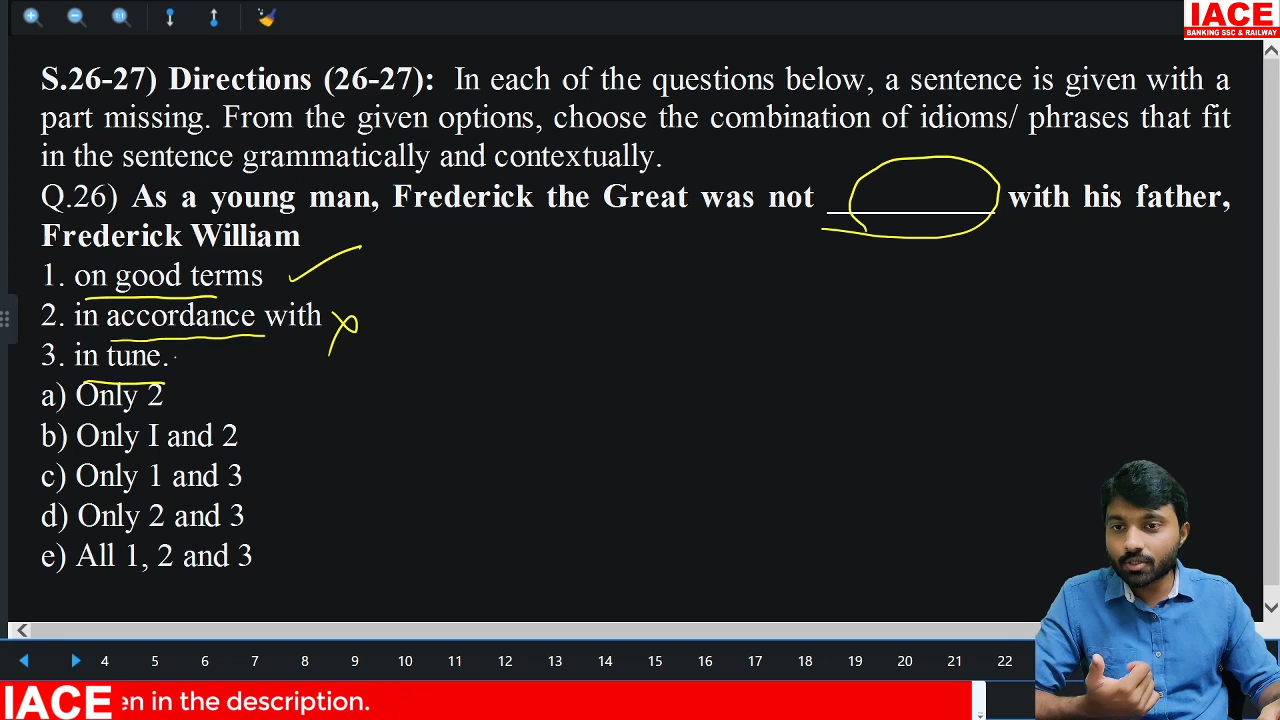 IACE
BANKING SSC & RAILWAY
S.26-27) Directions (26-27): In each of the questions below, a sentence is given with a
part missing. From the given options, choose the combination of idioms/ phrases that fit
in the sentence grammatically and contextually.
Q.26) As a young man, Frederick the Great was not ____________ with his father,
Frederick William
1. on good terms
2. in accordance with
3. in tune.
a) Only 2
b) Only I and 2
c) Only 1 and 3
d) Only 2 and 3
e) All 1, 2 and 3
4 5 6 7 8 9 10 11 12 13 14 15 16 17 18 19 20 21 22
IACE en in the description.